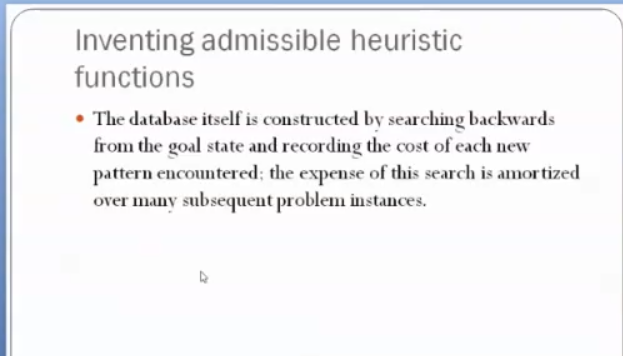 Inventing admissible heuristic
functions
• The database itself is constructed by searching backwards
from the goal state and recording the cost of each new
pattern encountered; the expense of this search is amortized
over many subsequent problem instances.